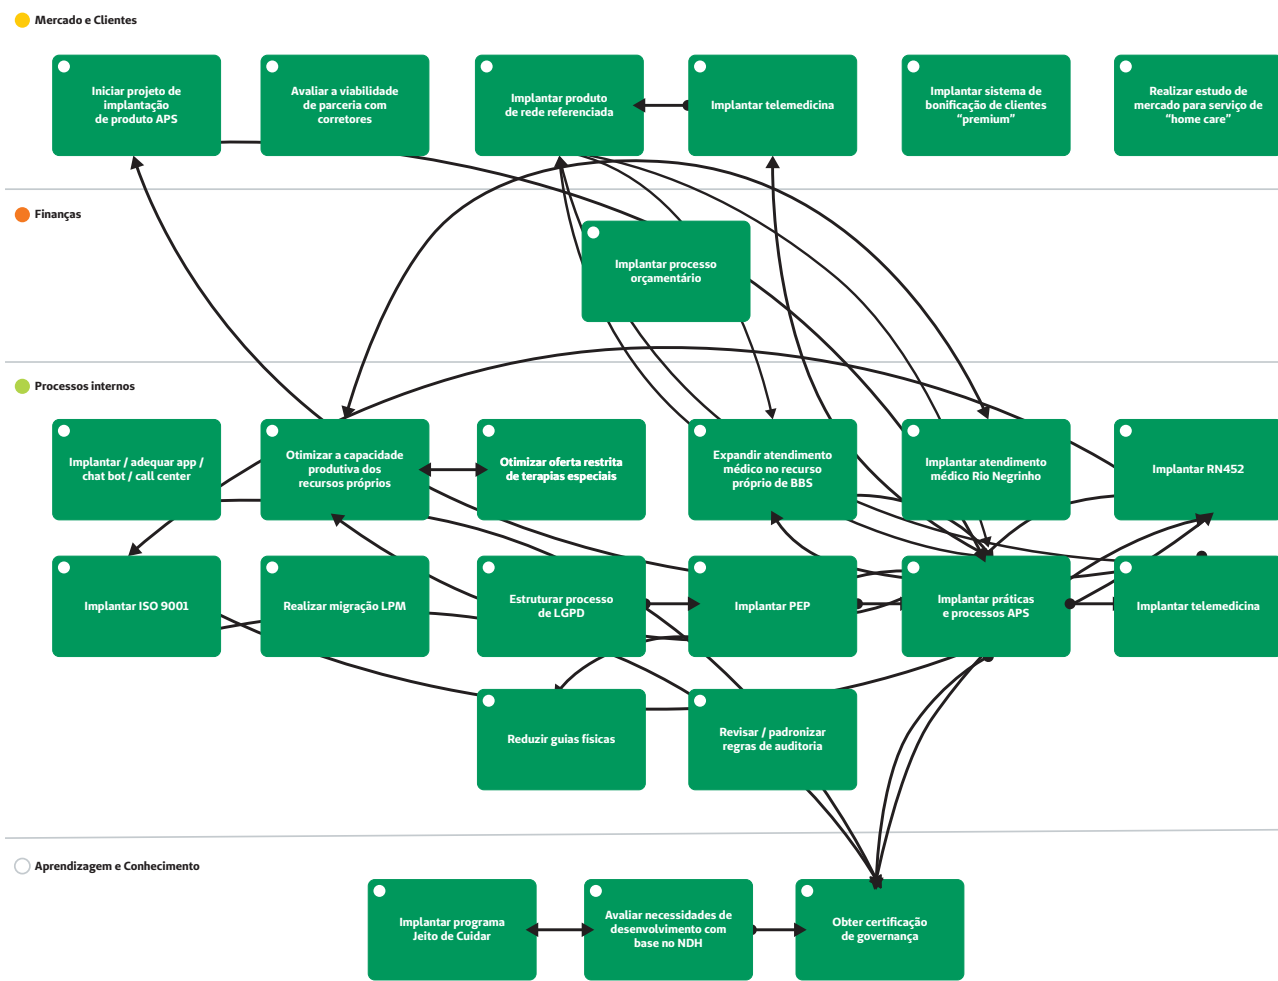 Mercado e Clientes
Iniciar projeto de
implantação
de produto APS
Avaliar a viabilidade
de parceria com
corretores
Implantar produto
de rede referenciada
Implantar telemedicina
Implantar sistema de
bonificação de clientes
“premium”
Realizar estudo de
mercado para serviço de
“home care”
Finanças
Implantar processo
orçamentário
Processos internos
Implantar / adequar app /
chat bot / call center
Otimizar a capacidade
produtiva dos
recursos próprios
Otimizar oferta restrita
de terapias especiais
Expandir atendimento
médico no recurso
próprio de BBS
Implantar atendimento
médico Rio Negrinho
Implantar RN452
Implantar ISO 9001
Realizar migração LPM
Estruturar processo
de LGPD
Implantar PEP
Implantar práticas
e processos APS
Implantar telemedicina
Reduzir guias físicas
Revisar / padronizar
regras de auditoria
Aprendizagem e Conhecimento
Implantar programa
Jeito de Cuidar
Avaliar necessidades de
desenvolvimento com
base no NDH
Obter certificação
de governança